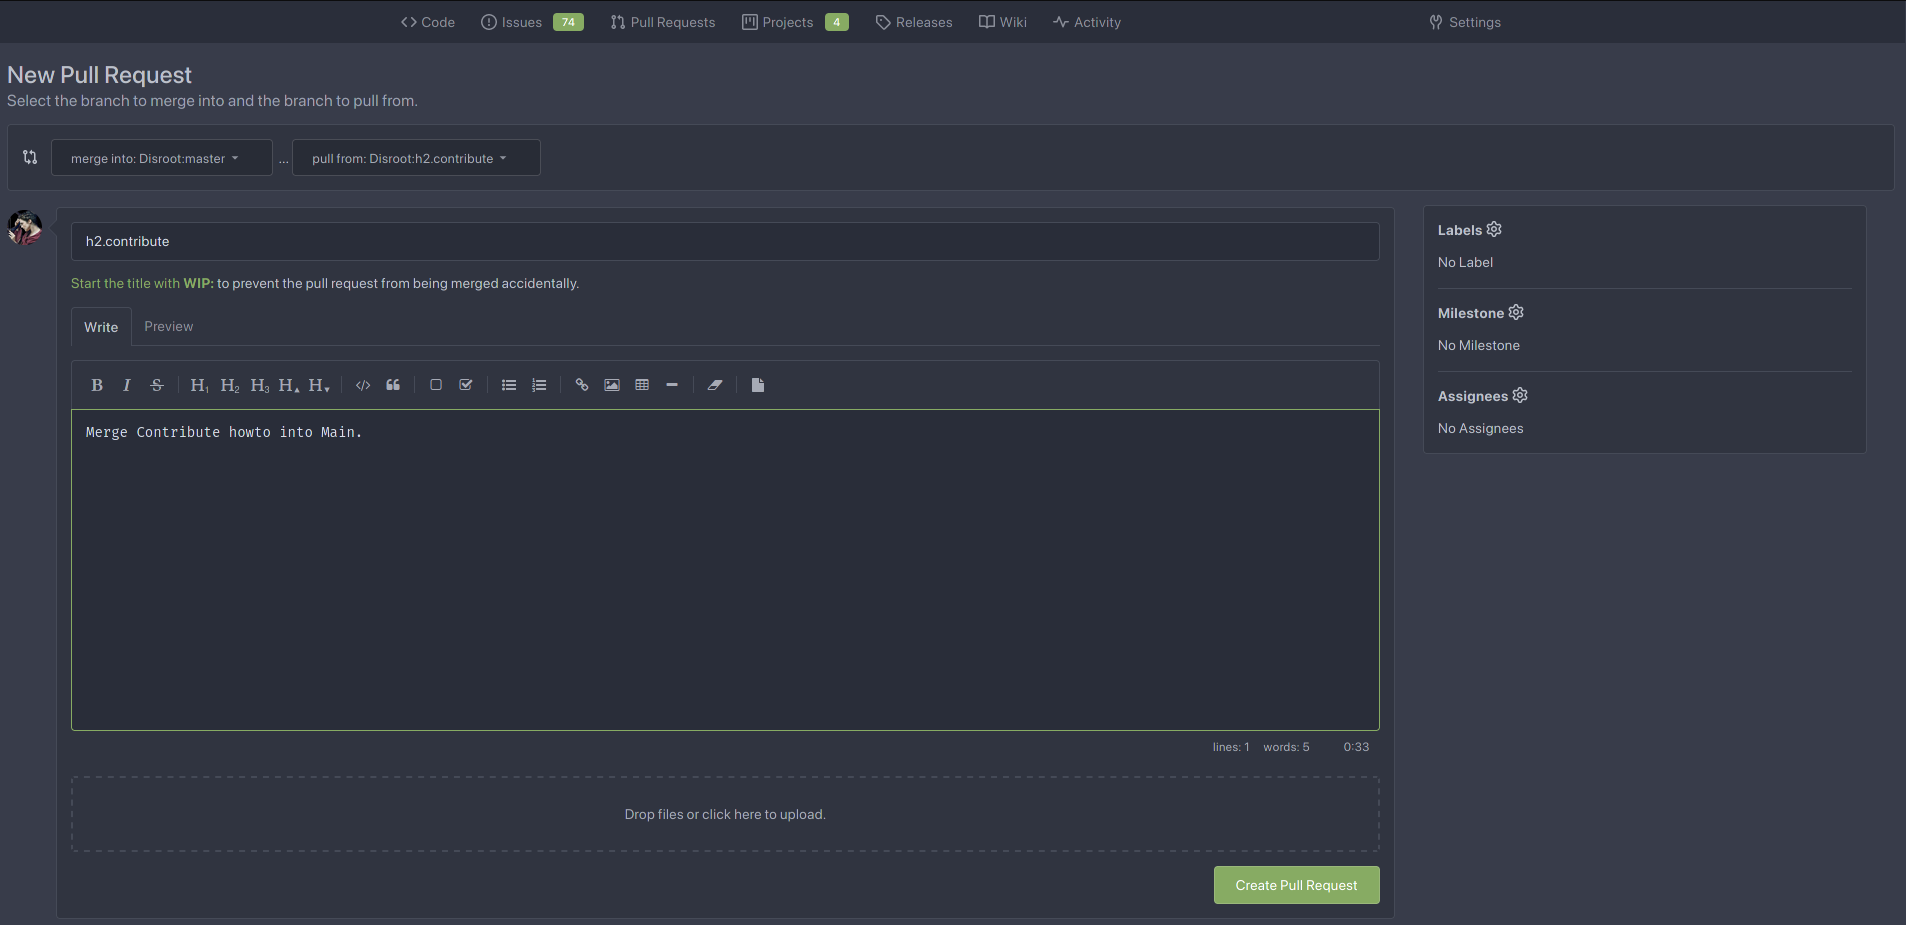 Code Issues 74 Pull Requests Projects 4 Releases Wiki Activity Settings
New Pull Request
Select the branch to merge into and the branch to pull from.
merge into: Disroot:master ... pull from: Disroot:h2.contribute
h2.contribute
Start the title with WIP: to prevent the pull request from being merged accidentally.
Write Preview
B I S H1 H2 H3 H▲ H▼
Merge Contribute howto into Main.
lines: 1 words: 5 0:33
Drop files or click here to upload.
Create Pull Request
Labels
No Label
Milestone
No Milestone
Assignees
No Assignees